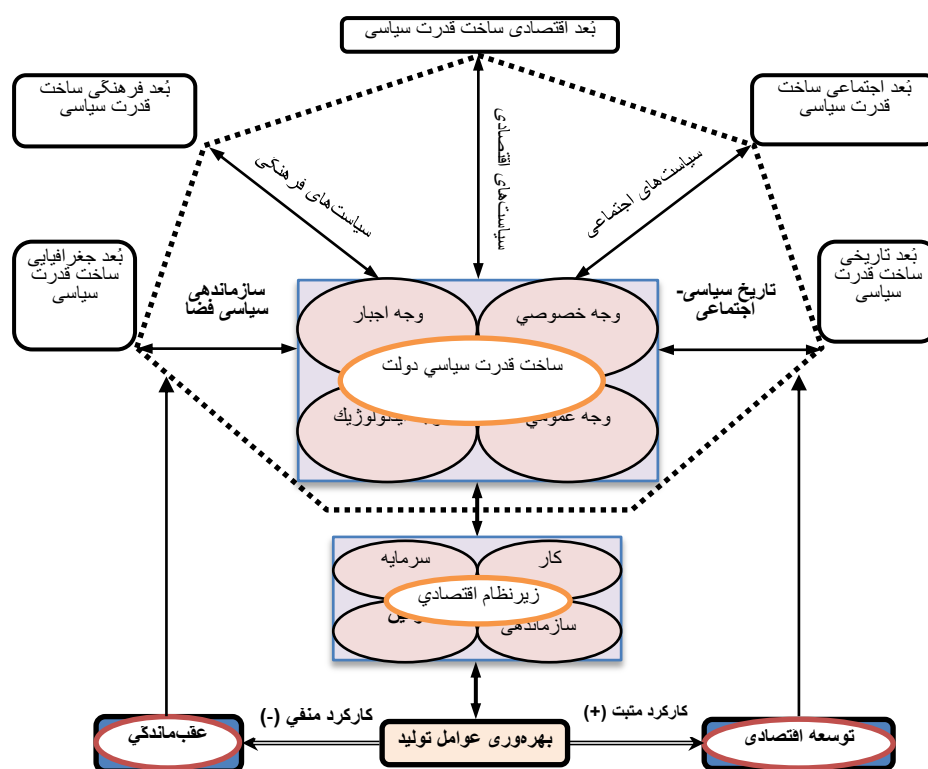 بُعد اقتصادی ساخت قدرت سیاسی
بُعد اجتماعی ساخت
قدرت سیاسی
بُعد فرهنگی ساخت
قدرت سیاسی
سیاست‌های اجتماعی
سیاست‌های اقتصادی
سیاست‌های فرهنگی
بُعد تاریخی
ساخت قدرت
سیاسی
تاریخ سیاسی-
اجتماعی
سازماندهی
سیاسی فضا
بُعد جغرافیایی
ساخت قدرت
سیاسی
وجه خصوصي
وجه اجبار
ساخت قدرت سياسي دولت
وجه عمومي
کار
سرمایه
زیرنظام اقتصادي
سازماندهی
کارکرد مثبت (+)
کارکرد منفي (-)
توسعه اقتصادی
بهره‌وری عوامل تولید
عقب‌ماندگي